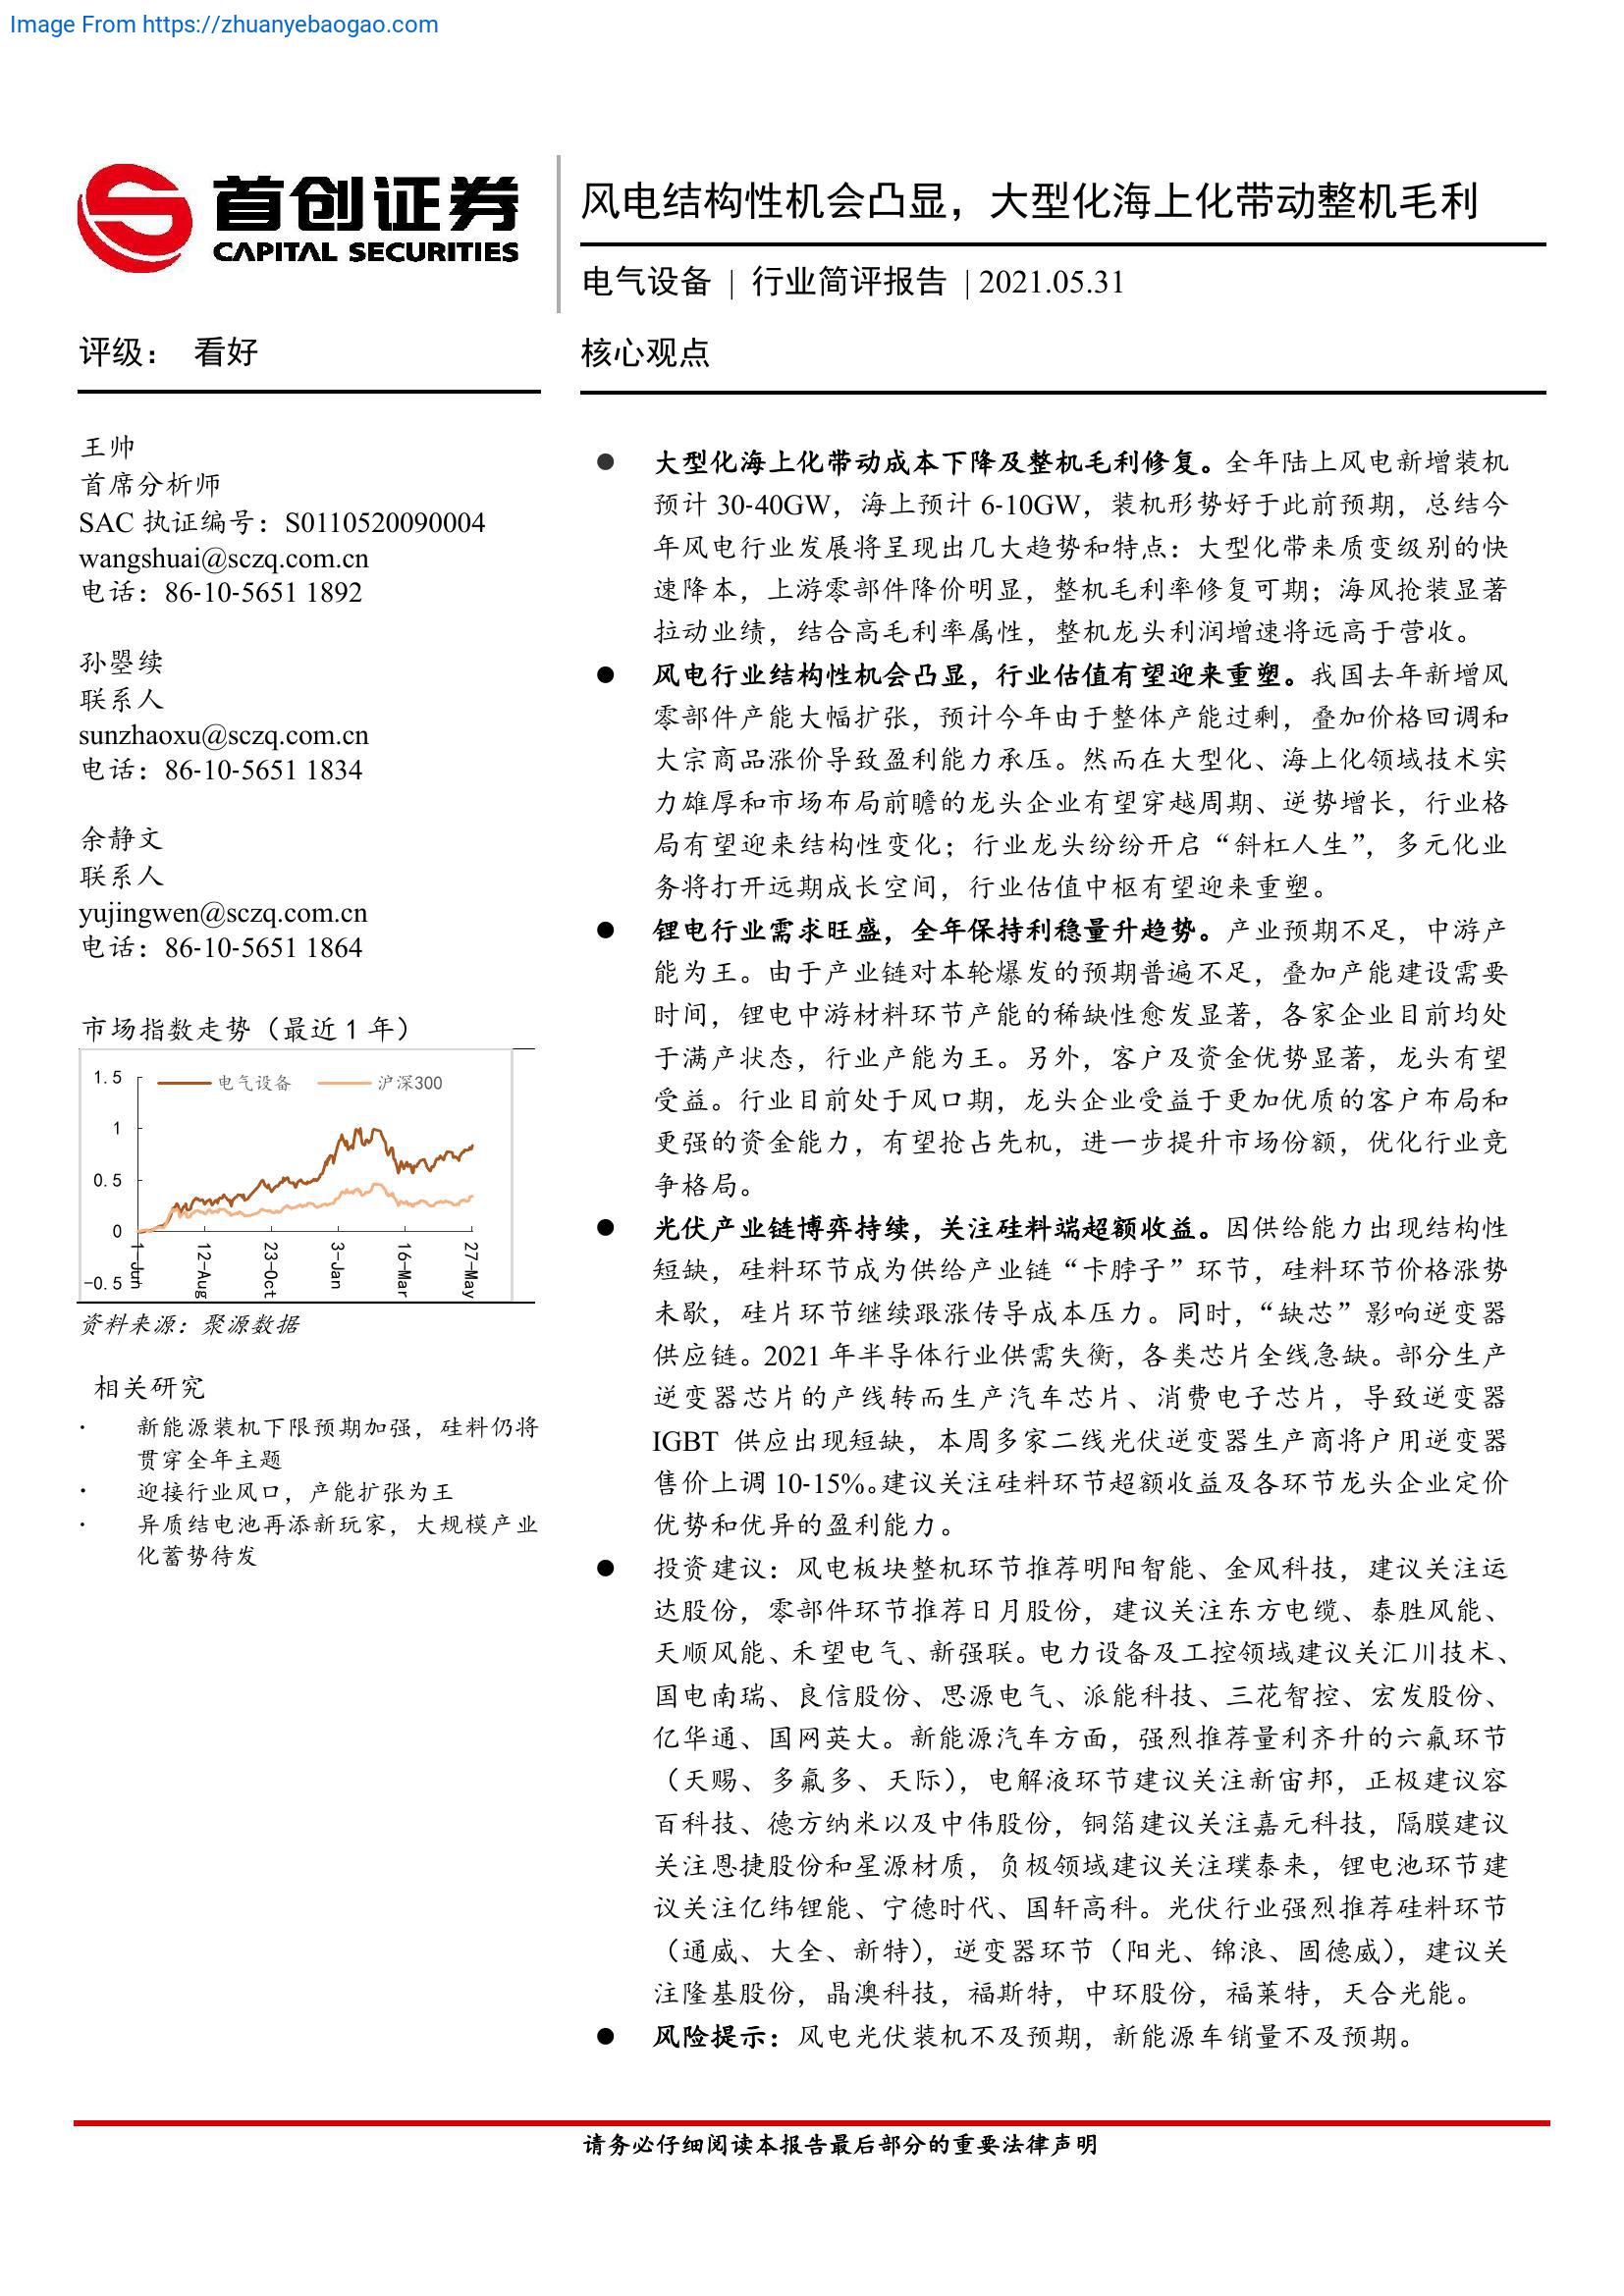 Image From https://zhuanyebaogao.com
首创证券
CAPITAL SECURITIES
风电结构性机会凸显，大型化海上化带动整机毛利
电气设备 | 行业简评报告 | 2021.05.31
评级： 看好
王帅
首席分析师
SAC 执证编号：S0110520090004
wangshuai@sczq.com.cn
电话：86-10-5651 1892
孙曌续
联系人
sunzhaoxu@sczq.com.cn
电话：86-10-5651 1834
余静文
联系人
yujingwen@sczq.com.cn
电话：86-10-5651 1864
市场指数走势（最近 1 年）
电气设备 沪深300
1.5
1
0.5
0
-0.5
1-Jun 12-Aug 23-Oct 3-Jan 16-Mar 27-May
资料来源：聚源数据
相关研究
· 新能源装机下限预期加强，硅料仍将
贯穿全年主题
· 迎接行业风口，产能扩张为王
· 异质结电池再添新玩家，大规模产业
化蓄势待发
核心观点
● 大型化海上化带动成本下降及整机毛利修复。全年陆上风电新增装机
预计 30-40GW，海上预计 6-10GW，装机形势好于此前预期，总结今
年风电行业发展将呈现出几大趋势和特点：大型化带来质变级别的快
速降本，上游零部件降价明显，整机毛利率修复可期；海风抢装显著
拉动业绩，结合高毛利率属性，整机龙头利润增速将远高于营收。
● 风电行业结构性机会凸显，行业估值有望迎来重塑。我国去年新增风
零部件产能大幅扩张，预计今年由于整体产能过剩，叠加价格回调和
大宗商品涨价导致盈利能力承压。然而在大型化、海上化领域技术实
力雄厚和市场布局前瞻的龙头企业有望穿越周期、逆势增长，行业格
局有望迎来结构性变化；行业龙头纷纷开启“斜杠人生”，多元化业
务将打开远期成长空间，行业估值中枢有望迎来重塑。
● 锂电行业需求旺盛，全年保持利稳量升趋势。产业预期不足，中游产
能为王。由于产业链对本轮爆发的预期普遍不足，叠加产能建设需要
时间，锂电中游材料环节产能的稀缺性愈发显著，各家企业目前均处
于满产状态，行业产能为王。另外，客户及资金优势显著，龙头有望
受益。行业目前处于风口期，龙头企业受益于更加优质的客户布局和
更强的资金能力，有望抢占先机，进一步提升市场份额，优化行业竞
争格局。
● 光伏产业链博弈持续，关注硅料端超额收益。因供给能力出现结构性
短缺，硅料环节成为供给产业链“卡脖子”环节，硅料环节价格涨势
未歇，硅片环节继续跟涨传导成本压力。同时，“缺芯”影响逆变器
供应链。2021 年半导体行业供需失衡，各类芯片全线急缺。部分生产
逆变器芯片的产线转而生产汽车芯片、消费电子芯片，导致逆变器
IGBT 供应出现短缺，本周多家二线光伏逆变器生产商将户用逆变器
售价上调 10-15%。建议关注硅料环节超额收益及各环节龙头企业定价
优势和优异的盈利能力。
● 投资建议：风电板块整机环节推荐明阳智能、金风科技，建议关注运
达股份，零部件环节推荐日月股份，建议关注东方电缆、泰胜风能、
天顺风能、禾望电气、新强联。电力设备及工控领域建议关汇川技术、
国电南瑞、良信股份、思源电气、派能科技、三花智控、宏发股份、
亿华通、国网英大。新能源汽车方面，强烈推荐量利齐升的六氟环节
（天赐、多氟多、天际），电解液环节建议关注新宙邦，正极建议容
百科技、德方纳米以及中伟股份，铜箔建议关注嘉元科技，隔膜建议
关注恩捷股份和星源材质，负极领域建议关注璞泰来，锂电池环节建
议关注亿纬锂能、宁德时代、国轩高科。光伏行业强烈推荐硅料环节
（通威、大全、新特），逆变器环节（阳光、锦浪、固德威），建议关
注隆基股份，晶澳科技，福斯特，中环股份，福莱特，天合光能。
● 风险提示：风电光伏装机不及预期，新能源车销量不及预期。
请务必仔细阅读本报告最后部分的重要法律声明